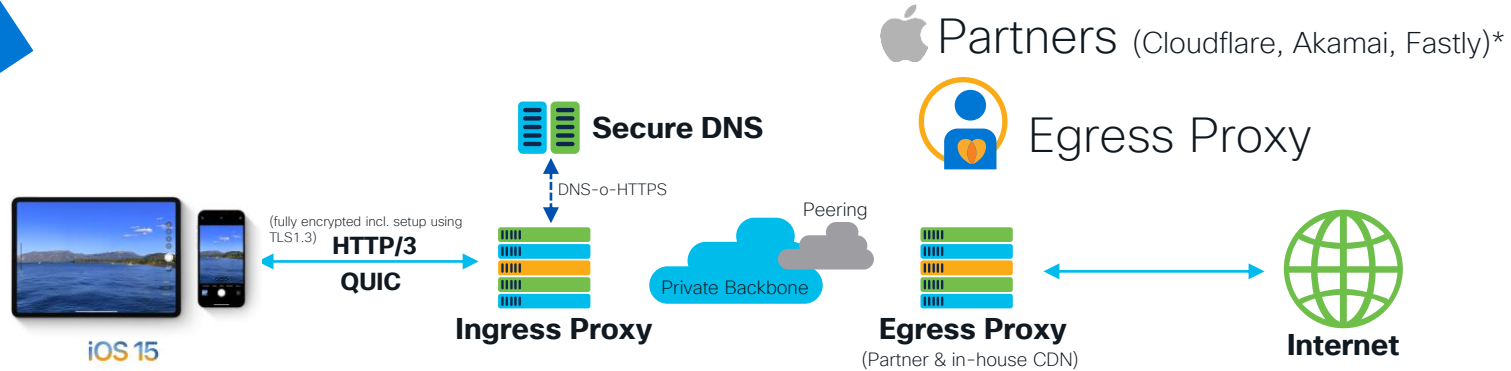 Partners (Cloudflare, Akamai, Fastly)*
Secure DNS
Egress Proxy
DNS-o-HTTPS
(fully encrypted incl. setup using
TLS1.3)
HTTP/3
QUIC
Peering
Private Backbone
iOS 15
Ingress Proxy
Egress Proxy
(Partner & in-house CDN)
Internet